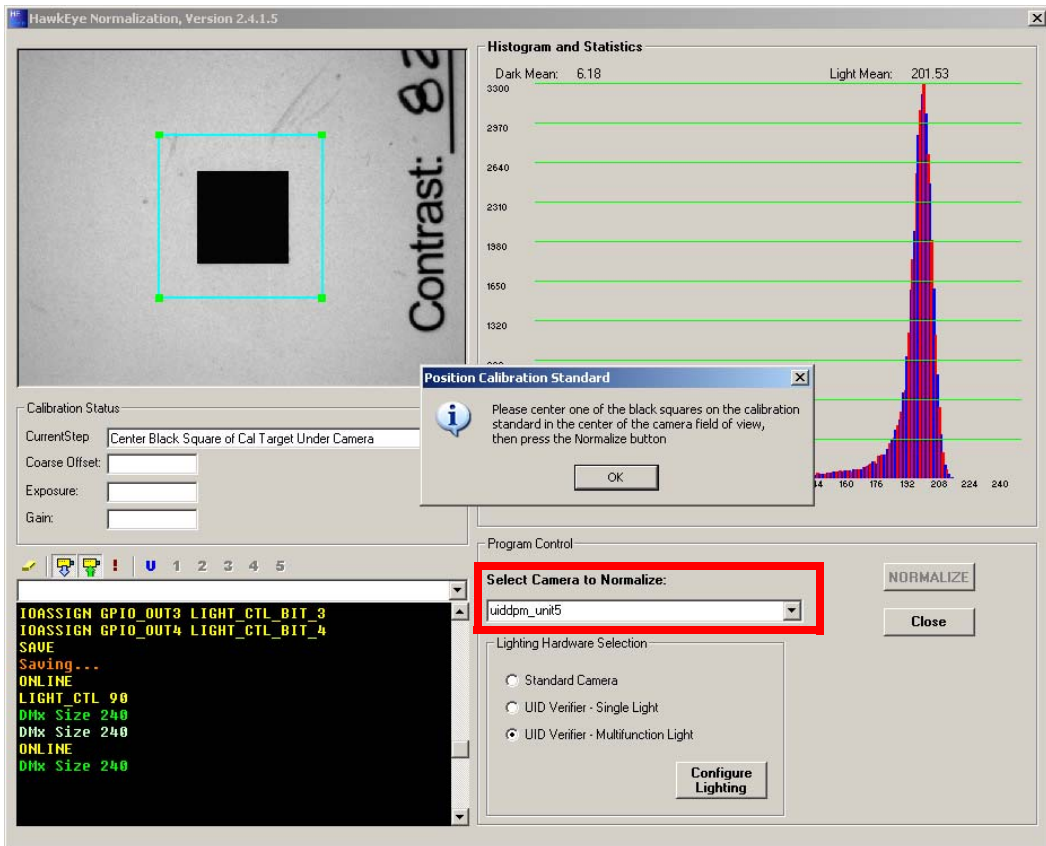 HawkEye Normalization, Version 2.4.1.5
Contrast: 82
Histogram and Statistics
Dark Mean: 6.18
Light Mean: 201.53
3300
2970
2640
2310
1980
1650
1320
160 176 192 208 224 240
Position Calibration Standard
Please center one of the black squares on the calibration
standard in the center of the camera field of view,
then press the Normalize button
OK
Calibration Status
CurrentStep Center Black Square of Cal Target Under Camera
Coarse Offset:
Exposure:
Gain:
! U 1 2 3 4 5
IOASSIGN GPIO_OUT3 LIGHT_CTL_BIT_3
IOASSIGN GPIO_OUT4 LIGHT_CTL_BIT_4
SAVE
Saving...
ONLINE
LIGHT_CTL 90
DMx Size 240
DMx Size 240
ONLINE
DMx Size 240
Program Control
Select Camera to Normalize:
uiddpm_unit5
NORMALIZE
Close
Lighting Hardware Selection
Standard Camera
UID Verifier - Single Light
UID Verifier - Multifunction Light
Configure
Lighting